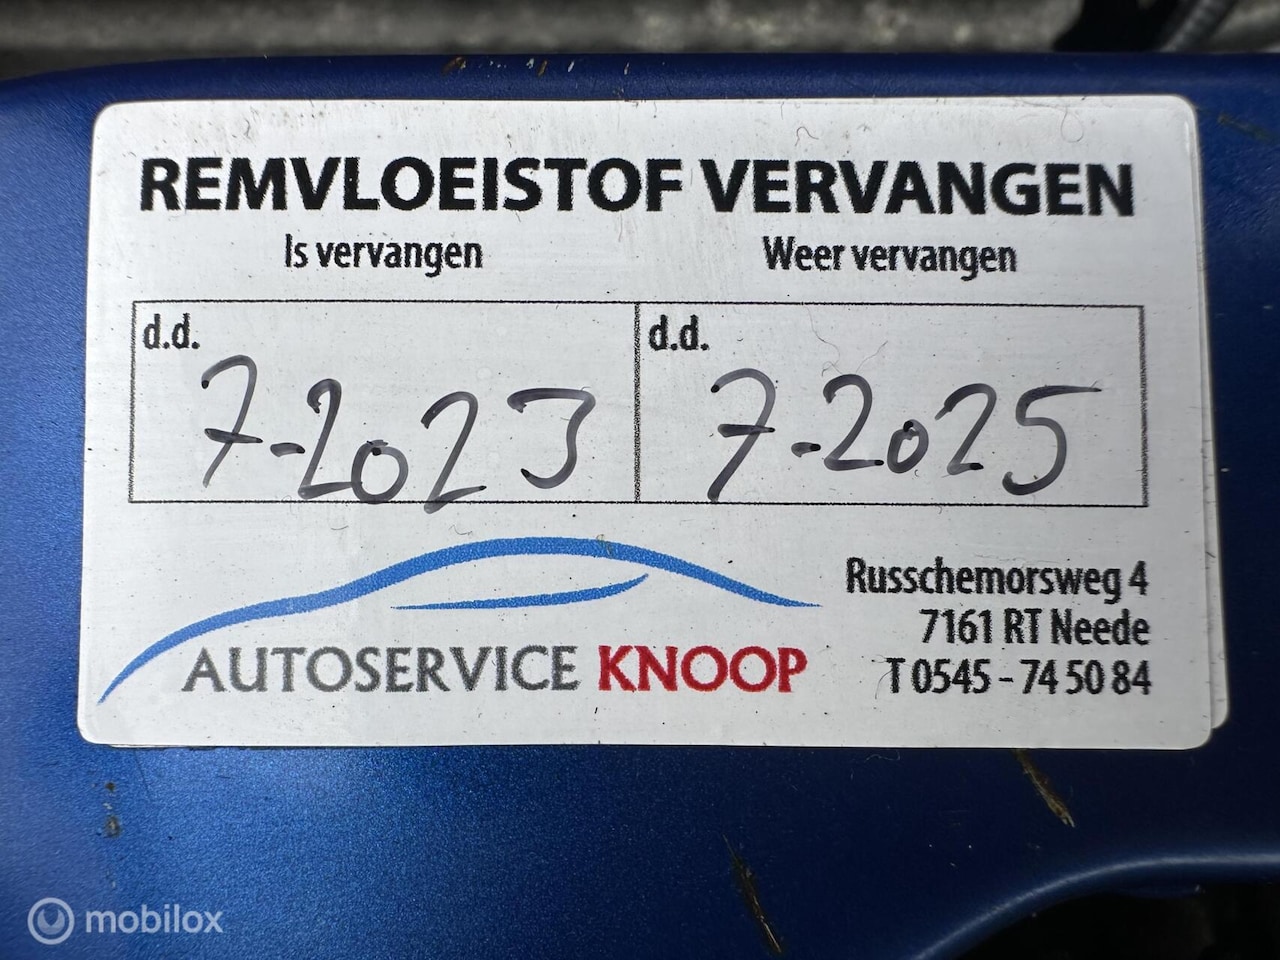 REMVLOEISTOF VERVANGEN
Is vervangen
Weer vervangen
d.d.
7-2023
d.d.
7-2025
AUTOSERVICE KNOOP
Russchemorsweg 4
7161 RT Neede
T 0545 - 74 50 84
mobilox